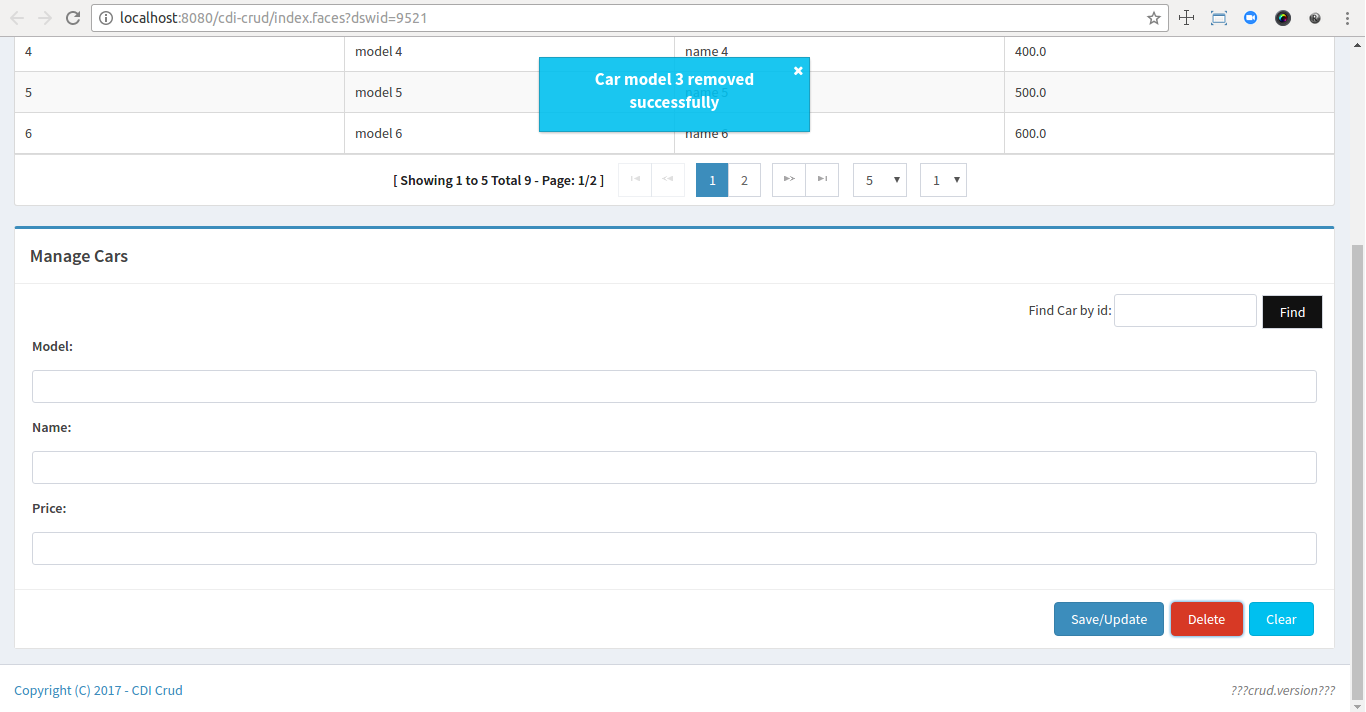 localhost:8080/cdi-crud/index.faces?dswid=9521
4 model 4 name 4 400.0
Car model 3 removed
successfully
5 model 5 name 5 500.0
6 model 6 name 6 600.0
[ Showing 1 to 5 Total 9 - Page: 1/2 ] 1 2 5 1
Manage Cars
Find Car by id: Find
Model:
Name:
Price:
Save/Update Delete Clear
Copyright (C) 2017 - CDI Crud ???crud.version???